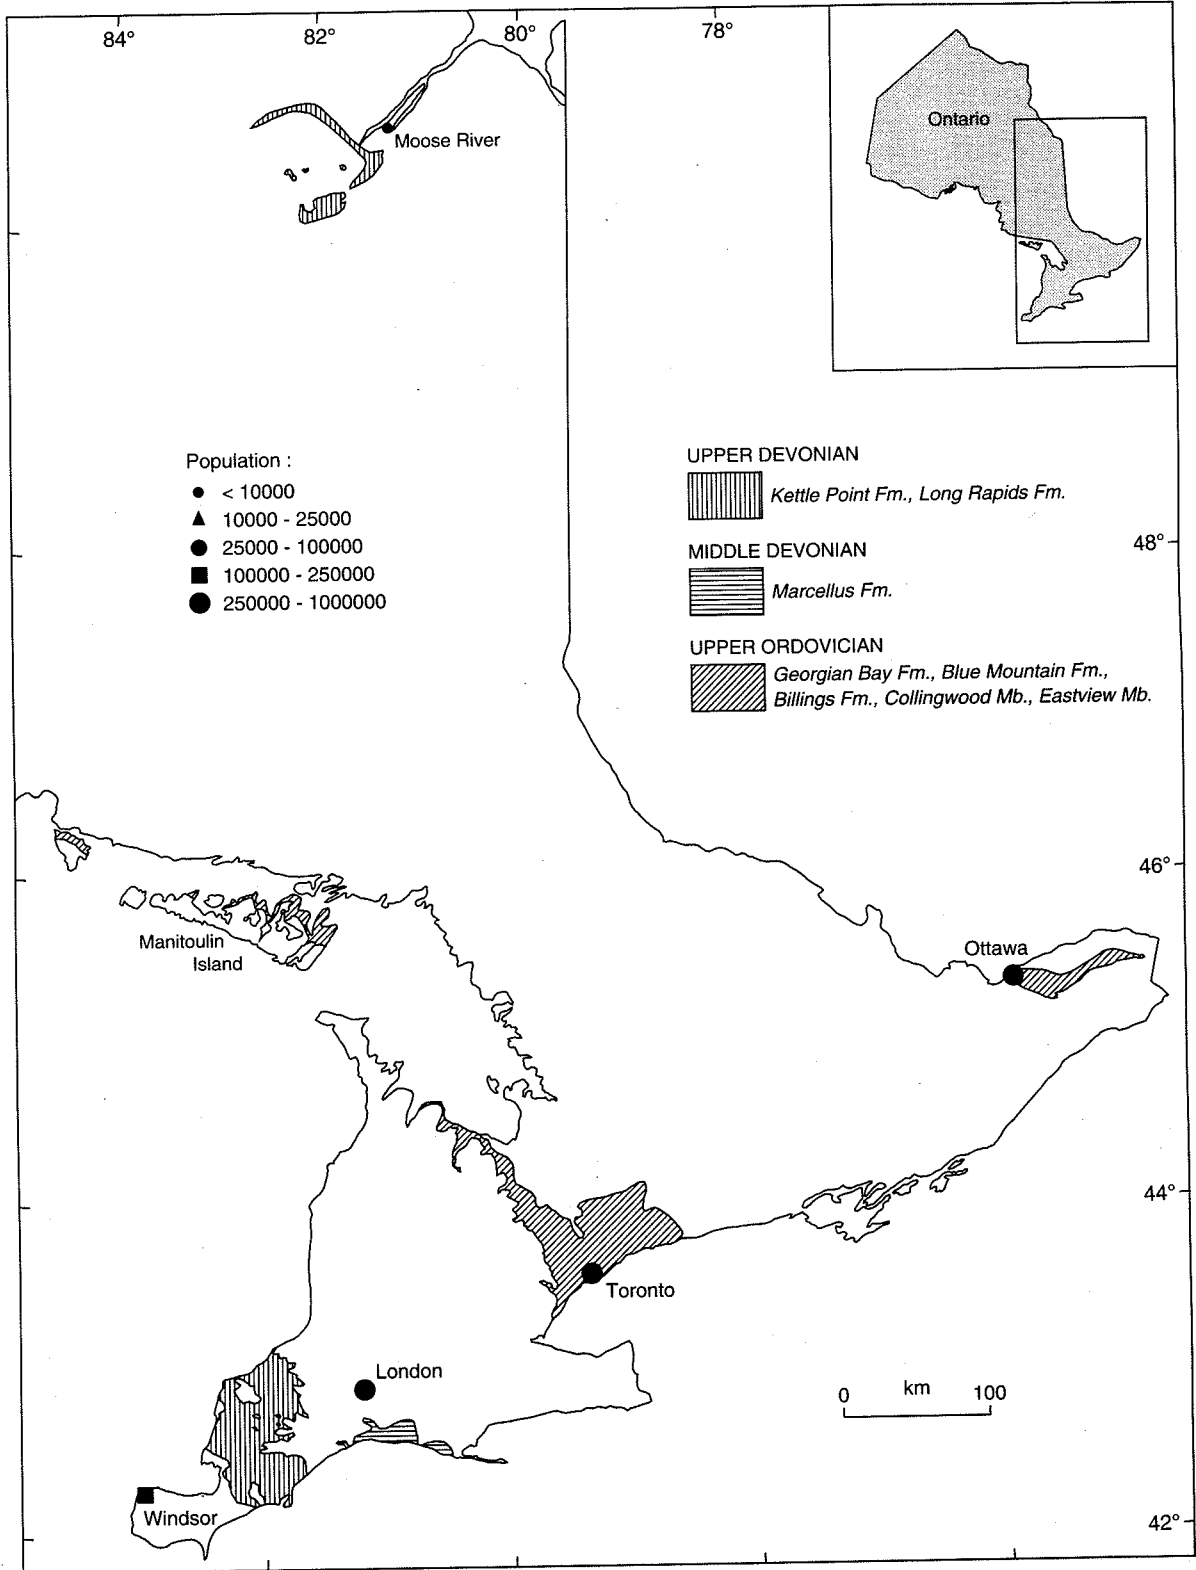 84°
82°
80°
78°
Ontario
Moose River
Population :
< 10000
10000 - 25000
25000 - 100000
100000 - 250000
250000 - 1000000
UPPER DEVONIAN
Kettle Point Fm., Long Rapids Fm.
MIDDLE DEVONIAN
Marcellus Fm.
UPPER ORDOVICIAN
Georgian Bay Fm., Blue Mountain Fm.,
Billings Fm., Collingwood Mb., Eastview Mb.
48°
46°
Manitoulin
Island
Ottawa
44°
Toronto
London
0 km 100
Windsor
42°